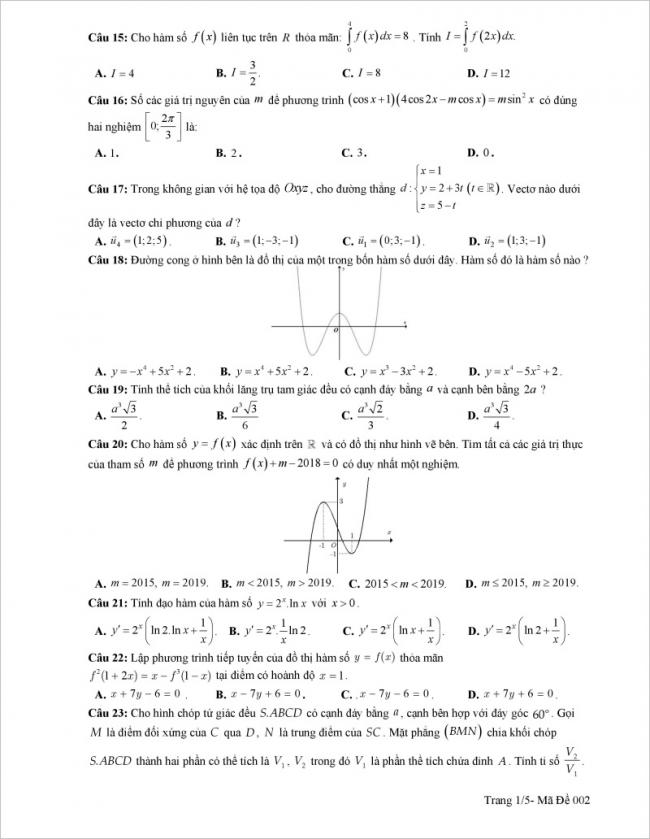 Câu 15: Cho hàm số f(x) liên tục trên R thỏa mãn: ∫₀⁴ f(x)dx = 8 . Tính I = ∫₀² f(2x)dx.
A. I = 4 B. I = 3/2 . C. I = 8 D. I = 12
Câu 16: Số các giá trị nguyên của m để phương trình (cos x + 1)(4 cos 2x − m cos x) = m sin² x có đúng
hai nghiệm [0; 2π/3] là:
A. 1. B. 2. C. 3. D. 0.
Câu 17: Trong không gian với hệ tọa độ Oxyz, cho đường thẳng d: { x = 1 ; y = 2 + 3t ; z = 5 − t (t ∈ ℝ). Vectơ nào dưới
đây là vectơ chỉ phương của d ?
A. u⃗₄ = (1;2;5). B. u⃗₃ = (1;−3;−1) C. u⃗₁ = (0;3;−1). D. u⃗₂ = (1;3;−1)
Câu 18: Đường cong ở hình bên là đồ thị của một trong bốn hàm số dưới đây. Hàm số đó là hàm số nào ?
y
x
O
A. y = −x⁴ + 5x² + 2. B. y = x⁴ + 5x² + 2. C. y = x³ − 3x² + 2. D. y = x⁴ − 5x² + 2.
Câu 19: Tính thể tích của khối lăng trụ tam giác đều có cạnh đáy bằng a và cạnh bên bằng 2a ?
A. a³√3/2 . B. a³√3/6 C. a³√2/3 . D. a³√3/4 .
Câu 20: Cho hàm số y = f(x) xác định trên ℝ và có đồ thị như hình vẽ bên. Tìm tất cả các giá trị thực
của tham số m để phương trình f(x) + m − 2018 = 0 có duy nhất một nghiệm.
y
3
x
-1 O 1
-1
A. m = 2015, m = 2019. B. m < 2015, m > 2019. C. 2015 < m < 2019. D. m ≤ 2015, m ≥ 2019.
Câu 21: Tính đạo hàm của hàm số y = 2ˣ.ln x với x > 0.
A. y′ = 2ˣ(ln 2.ln x + 1/x). B. y′ = 2ˣ.1/x ln 2. C. y′ = 2ˣ(ln x + 1/x). D. y′ = 2ˣ(ln 2 + 1/x).
Câu 22: Lập phương trình tiếp tuyến của đồ thị hàm số y = f(x) thỏa mãn
f²(1 + 2x) = x − f³(1 − x) tại điểm có hoành độ x = 1.
A. x + 7y − 6 = 0 . B. x − 7y + 6 = 0. C. .x − 7y − 6 = 0. D. x + 7y + 6 = 0.
Câu 23: Cho hình chóp tứ giác đều S.ABCD có cạnh đáy bằng a, cạnh bên hợp với đáy góc 60°. Gọi
M là điểm đối xứng của C qua D, N là trung điểm của SC. Mặt phẳng (BMN) chia khối chóp
S.ABCD thành hai phần có thể tích là V₁, V₂ trong đó V₁ là phần thể tích chứa đỉnh A. Tính tỉ số V₂/V₁.
Trang 1/5- Mã Đề 002